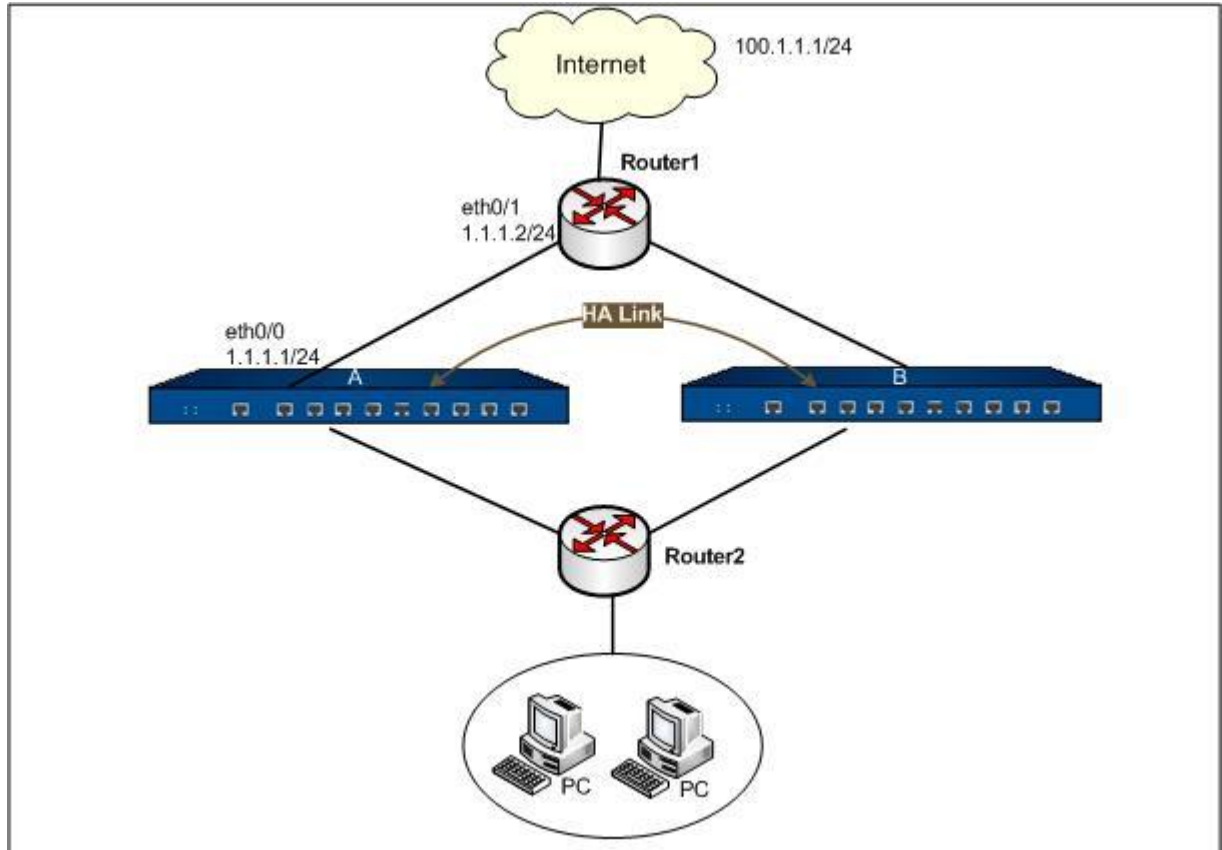 100.1.1.1/24
Internet
Router1
eth0/1
1.1.1.2/24
HA Link
eth0/0
1.1.1.1/24
A
B
Router2
PC
PC